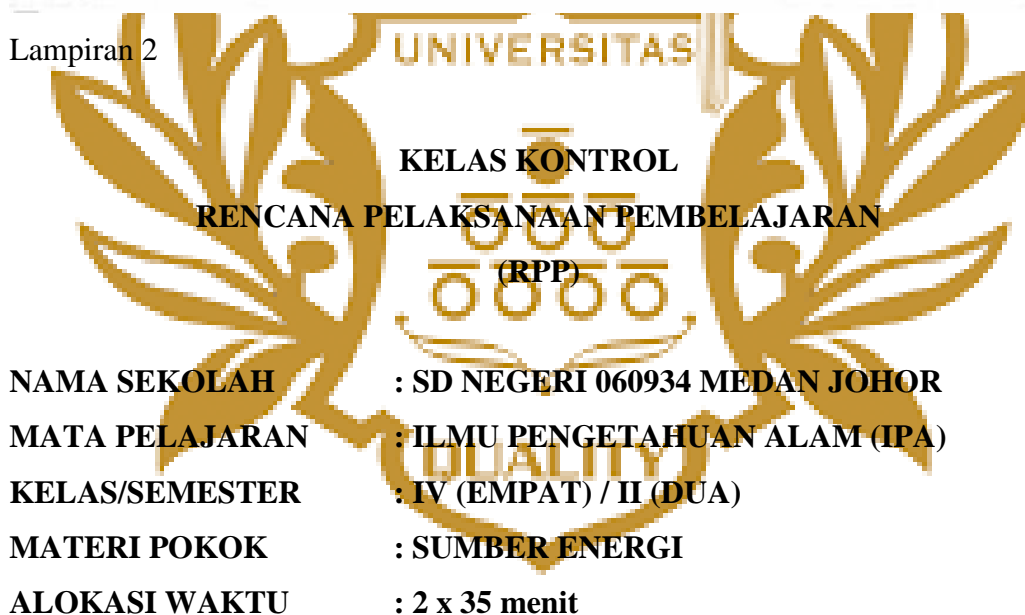 Lampiran 2
UNIVERSITAS
KELAS KONTROL
RENCANA PELAKSANAAN PEMBELAJARAN
(RPP)
NAMA SEKOLAH : SD NEGERI 060934 MEDAN JOHOR
MATA PELAJARAN : ILMU PENGETAHUAN ALAM (IPA)
QUALITY
KELAS/SEMESTER : IV (EMPAT) / II (DUA)
MATERI POKOK : SUMBER ENERGI
ALOKASI WAKTU : 2 x 35 menit